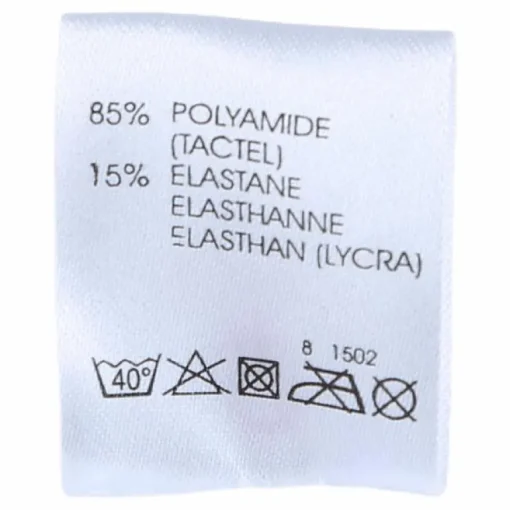 85% POLYAMIDE
(TACTEL)
15% ELASTANE
ELASTHANNE
ELASTHAN (LYCRA)
8 1502
40°